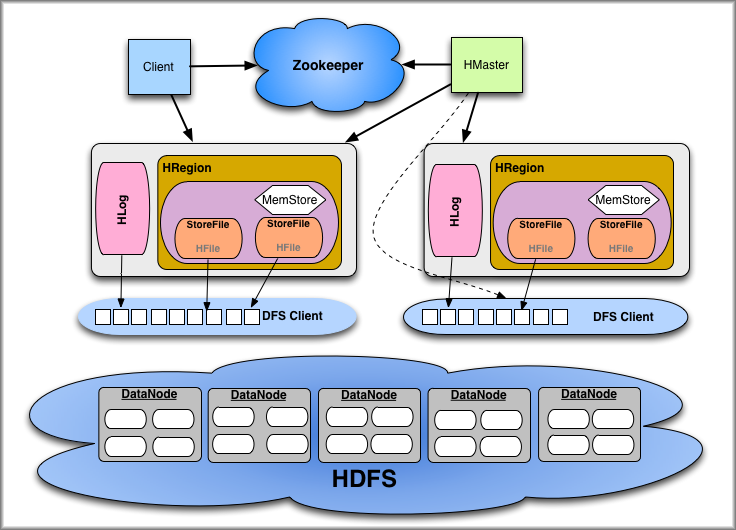 Client
Zookeeper
HMaster
HLog
HRegion
MemStore
StoreFile
HFile
StoreFile
HFile
HLog
HRegion
MemStore
StoreFile
HFile
StoreFile
HFile
DFS Client
DFS Client
DataNode
DataNode
DataNode
DataNode
DataNode
HDFS